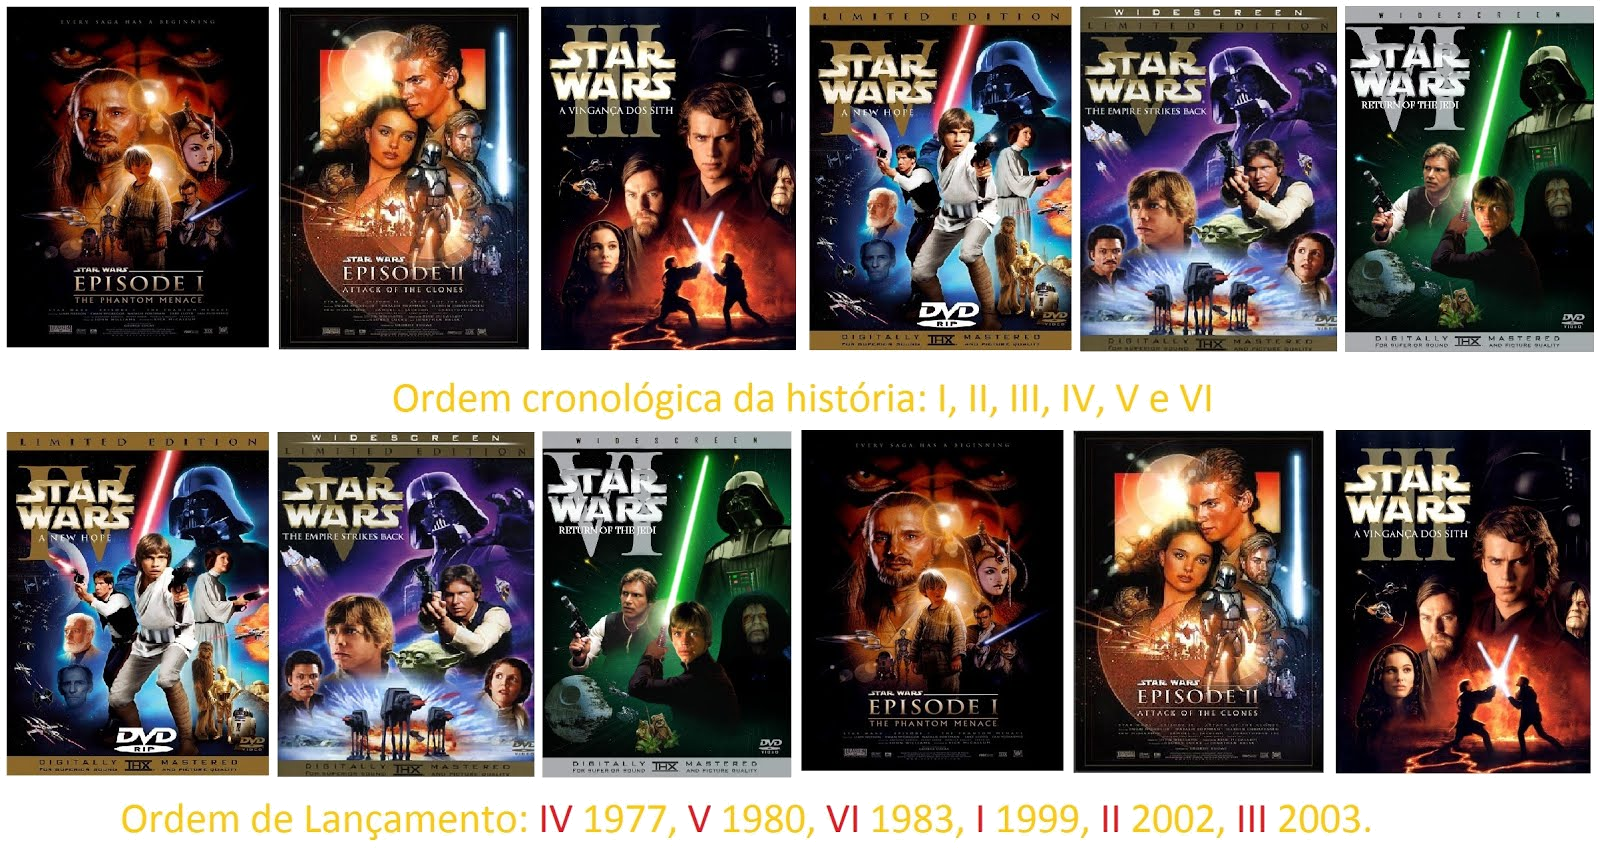 EVERY SAGA HAS A BEGINNING
STAR WARS
EPISODE I
THE PHANTOM MENACE
STAR WARS
EPISODE II
ATTACK OF THE CLONES
III
STAR WARS
A VINGANÇA DOS SITH
LIMITED EDITION
IV
STAR WARS
A NEW HOPE
DVD
RIP
DVD
VIDEO
DIGITALLY THX MASTERED
FOR SUPERIOR SOUND AND PICTURE QUALITY
WIDESCREEN
LIMITED EDITION
V
STAR WARS
THE EMPIRE STRIKES BACK
DVD
VIDEO
DIGITALLY THX MASTERED
FOR SUPERIOR SOUND AND PICTURE QUALITY
WIDESCREEN
VI
STAR WARS
RETURN OF THE JEDI
DVD
VIDEO
DIGITALLY THX MASTERED
FOR SUPERIOR SOUND AND PICTURE QUALITY
Ordem cronológica da história: I, II, III, IV, V e VI
LIMITED EDITION
IV
STAR WARS
A NEW HOPE
DVD
RIP
DVD
VIDEO
DIGITALLY THX MASTERED
FOR SUPERIOR SOUND AND PICTURE QUALITY
WIDESCREEN
LIMITED EDITION
V
STAR WARS
THE EMPIRE STRIKES BACK
DVD
VIDEO
DIGITALLY THX MASTERED
FOR SUPERIOR SOUND AND PICTURE QUALITY
WIDESCREEN
VI
STAR WARS
RETURN OF THE JEDI
DVD
VIDEO
DIGITALLY THX MASTERED
FOR SUPERIOR SOUND AND PICTURE QUALITY
EVERY SAGA HAS A BEGINNING
STAR WARS
EPISODE I
THE PHANTOM MENACE
STAR WARS
EPISODE II
ATTACK OF THE CLONES
III
STAR WARS
A VINGANÇA DOS SITH
Ordem de Lançamento: IV 1977, V 1980, VI 1983, I 1999, II 2002, III 2003.